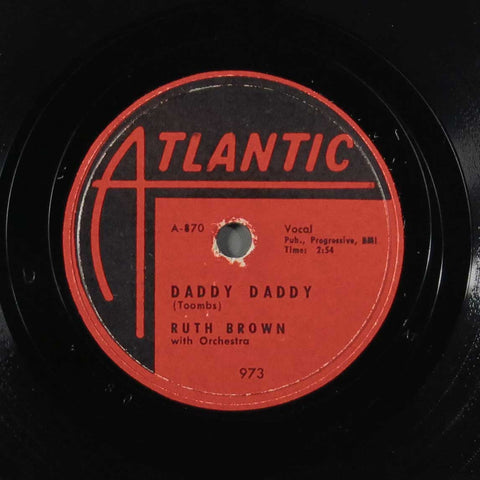 ATLANTIC
A-870
Vocal
Pub., Progressive, BMI
Time: 2:54
DADDY DADDY
(Toombs)
RUTH BROWN
with Orchestra
973